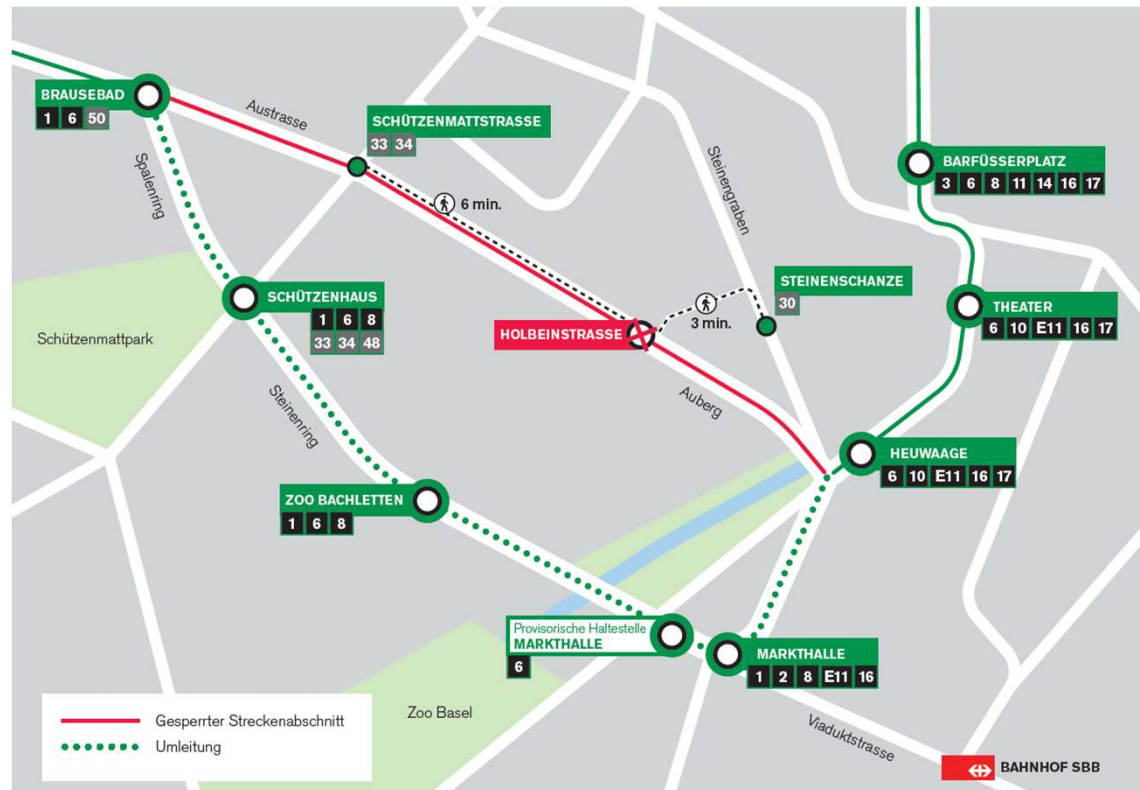 BRAUSEBAD
1 6 50
Austrasse
SCHÜTZENMATTSTRASSE
33 34
Spalenring
6 min.
Steinengraben
BARFÜSSERPLATZ
3 6 8 11 14 16 17
SCHÜTZENHAUS
1 6 8
33 34 48
Schützenmattpark
STEINENSCHANZE
30
3 min.
HOLBEINSTRASSE
THEATER
6 10 E11 16 17
Steinenring
Auberg
HEUWAAGE
6 10 E11 16 17
ZOO BACHLETTEN
1 6 8
Provisorische Haltestelle
MARKTHALLE
6
MARKTHALLE
1 2 8 E11 16
Zoo Basel
Viaduktstrasse
BAHNHOF SBB
Gesperrter Streckenabschnitt
Umleitung